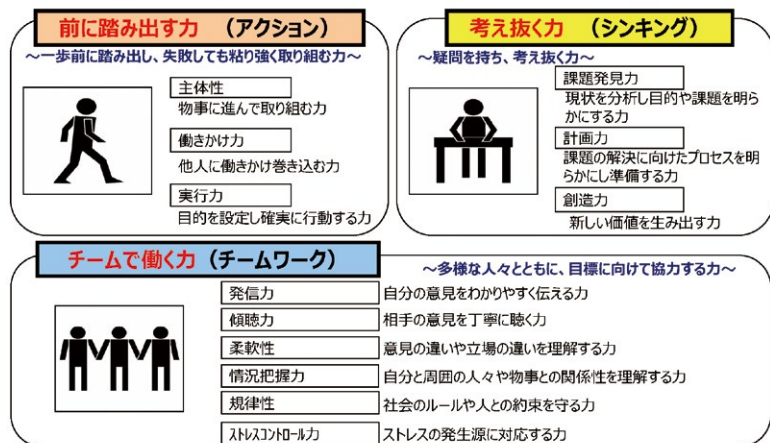 前に踏み出す力 (アクション)
～一歩前に踏み出し、失敗しても粘り強く取り組む力～
主体性
物事に進んで取り組む力
働きかけ力
他人に働きかけ巻き込む力
実行力
目的を設定し確実に行動する力
考え抜く力 (シンキング)
～疑問を持ち、考え抜く力～
課題発見力
現状を分析し目的や課題を明ら
かにする力
計画力
課題の解決に向けたプロセスを明
らかにし準備する力
創造力
新しい価値を生み出す力
チームで働く力 (チームワーク)
～多様な人々とともに、目標に向けて協力する力～
発信力 自分の意見をわかりやすく伝える力
傾聴力 相手の意見を丁寧に聴く力
柔軟性 意見の違いや立場の違いを理解する力
情況把握力 自分と周囲の人々や物事との関係性を理解する力
規律性 社会のルールや人との約束を守る力
ｽﾄﾚｽｺﾝﾄﾛｰﾙ力 ストレスの発生源に対応する力